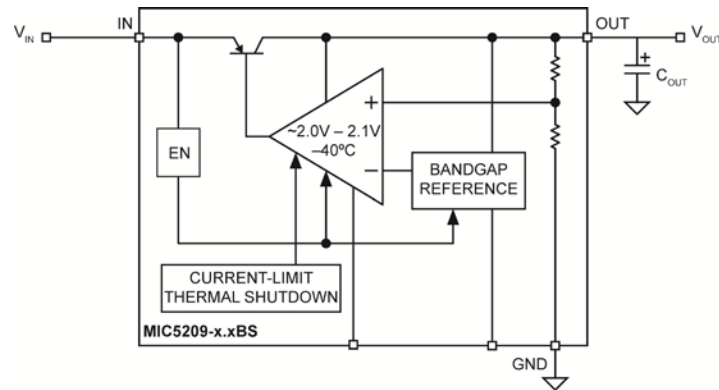 IN
OUT
V_IN
V_OUT
+
C_OUT
+
~2.0V – 2.1V
–40ºC
–
EN
BANDGAP
REFERENCE
CURRENT-LIMIT
THERMAL SHUTDOWN
MIC5209-x.xBS
GND